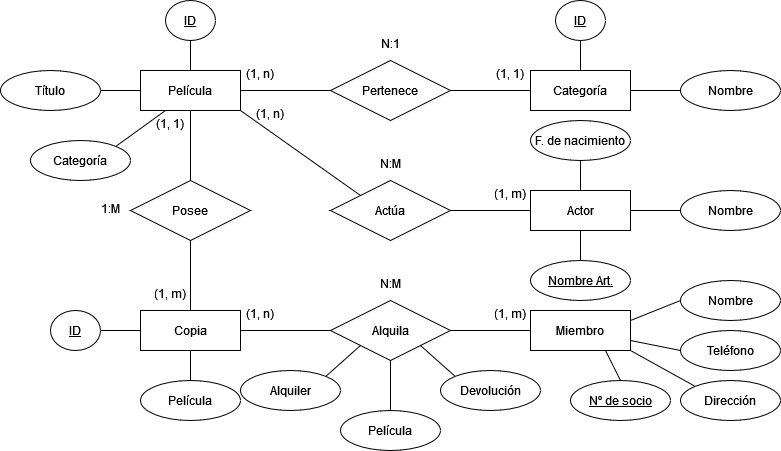 ID
ID
N:1
(1, n)
(1, 1)
Título
Película
Pertenece
Categoría
Nombre
(1, 1)
(1, n)
Categoría
F. de nacimiento
N:M
(1, m)
1:M
Posee
Actúa
Actor
Nombre
Nombre Art.
(1, m)
N:M
(1, n)
(1, m)
Nombre
ID
Copia
Alquila
Miembro
Teléfono
Alquiler
Devolución
Película
Película
Nº de socio
Dirección